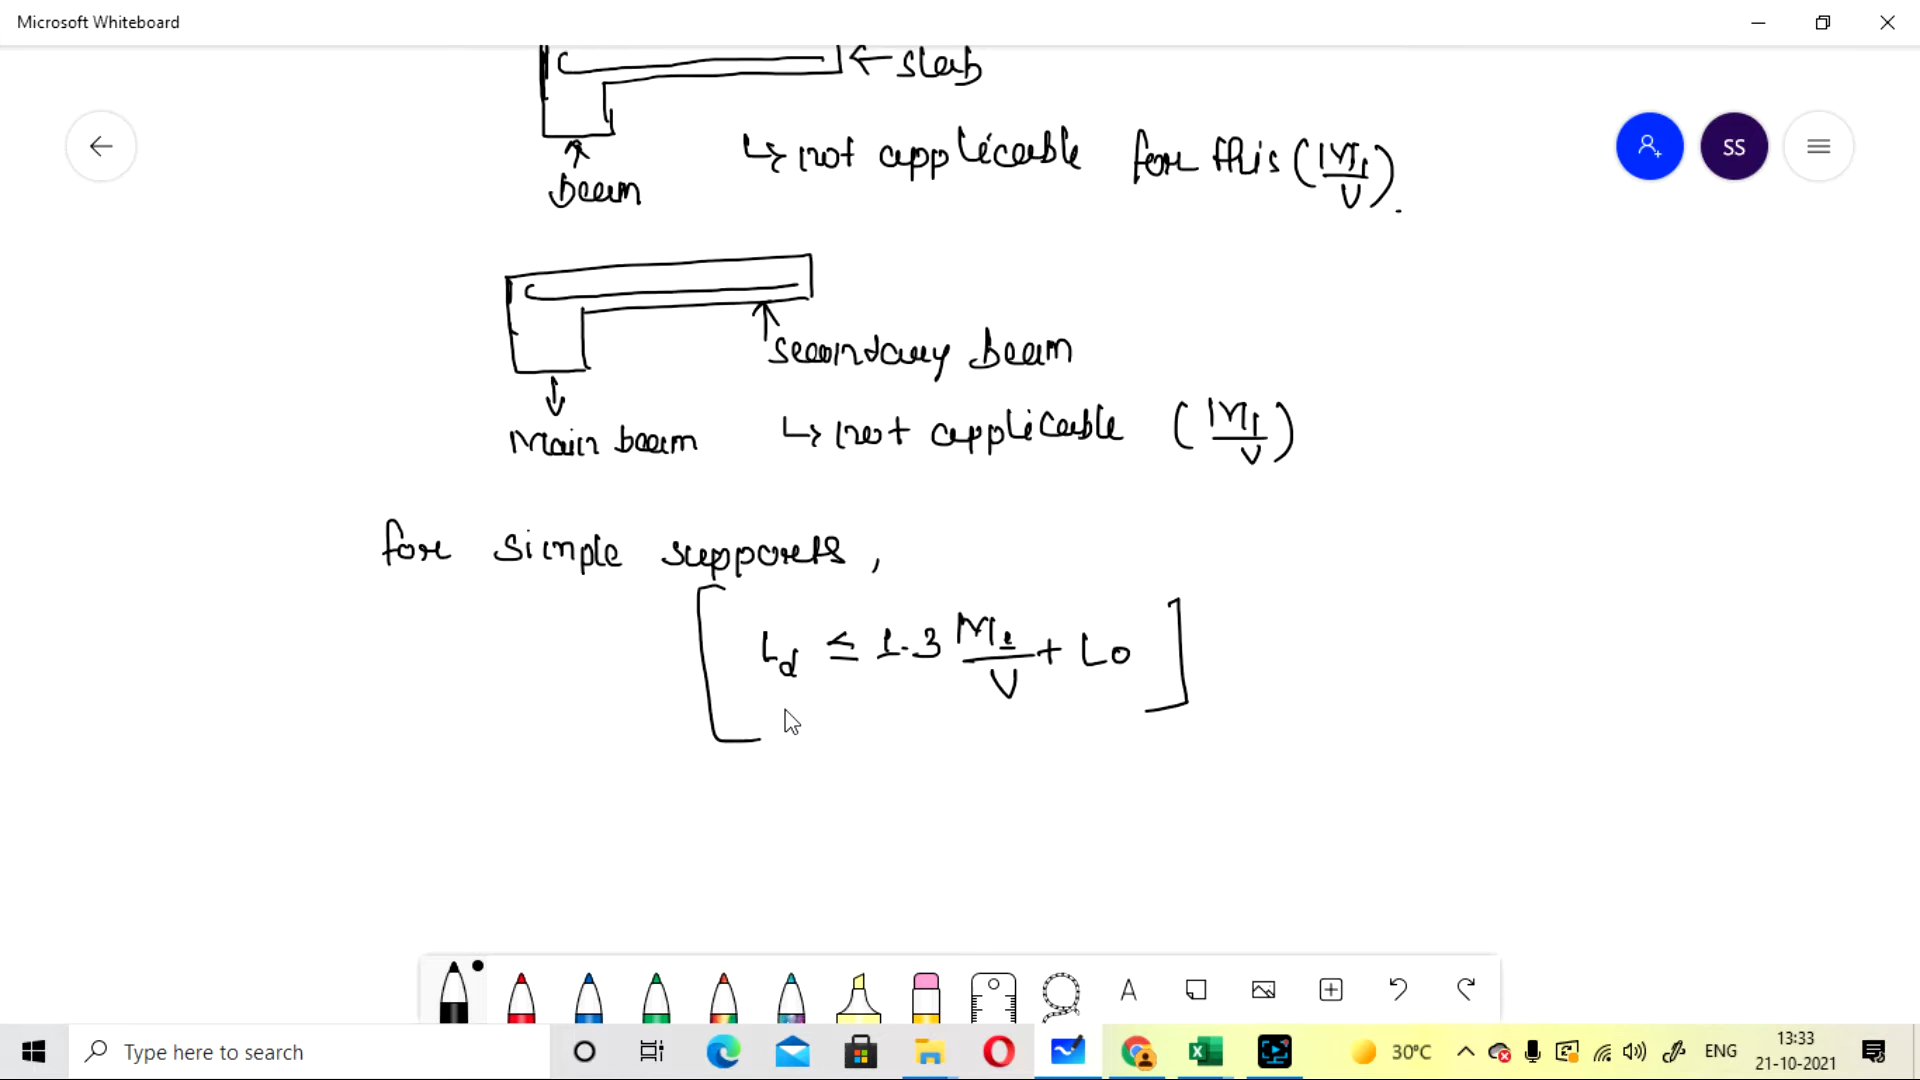 Microsoft Whiteboard
← slab
beam
↳ not applicable for this (M₁/V).
SS
secondary beam
Main beam
↳ not applicable (M₁/V)
for simple supports,
[ Ld ≤ 1.3 M₁/V + Lo ]
A
Type here to search
30°C
ENG
13:33
21-10-2021